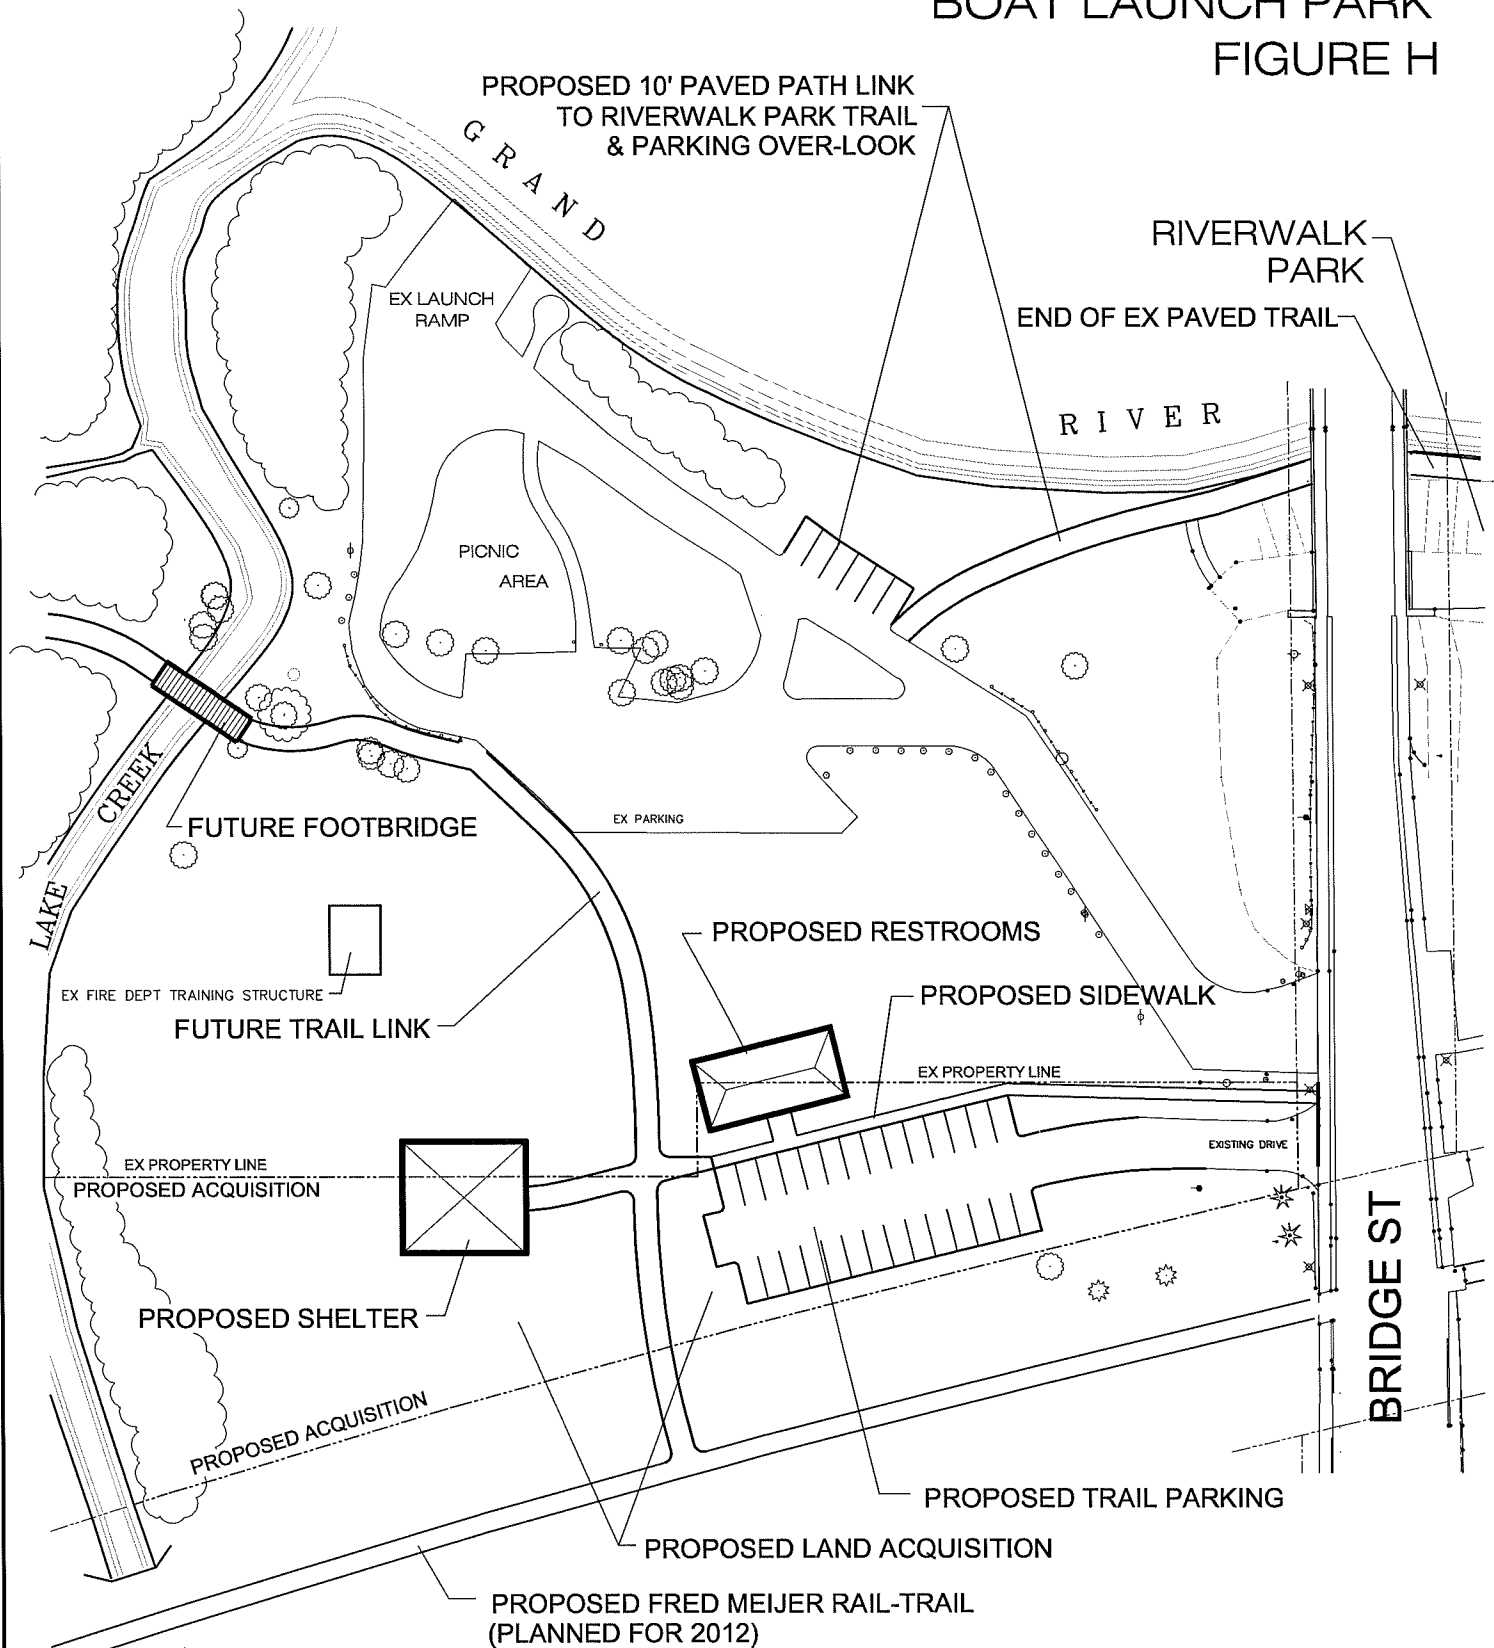 BOAT LAUNCH PARK
FIGURE H
PROPOSED 10' PAVED PATH LINK
TO RIVERWALK PARK TRAIL
& PARKING OVER-LOOK
GRAND
RIVERWALK
PARK
EX LAUNCH
RAMP
END OF EX PAVED TRAIL
RIVER
PICNIC
AREA
CREEK
FUTURE FOOTBRIDGE
EX PARKING
LAKE
PROPOSED RESTROOMS
EX FIRE DEPT TRAINING STRUCTURE
PROPOSED SIDEWALK
FUTURE TRAIL LINK
EX PROPERTY LINE
EXISTING DRIVE
EX PROPERTY LINE
PROPOSED ACQUISITION
BRIDGE ST
PROPOSED SHELTER
PROPOSED ACQUISITION
PROPOSED TRAIL PARKING
PROPOSED LAND ACQUISITION
PROPOSED FRED MEIJER RAIL-TRAIL
(PLANNED FOR 2012)